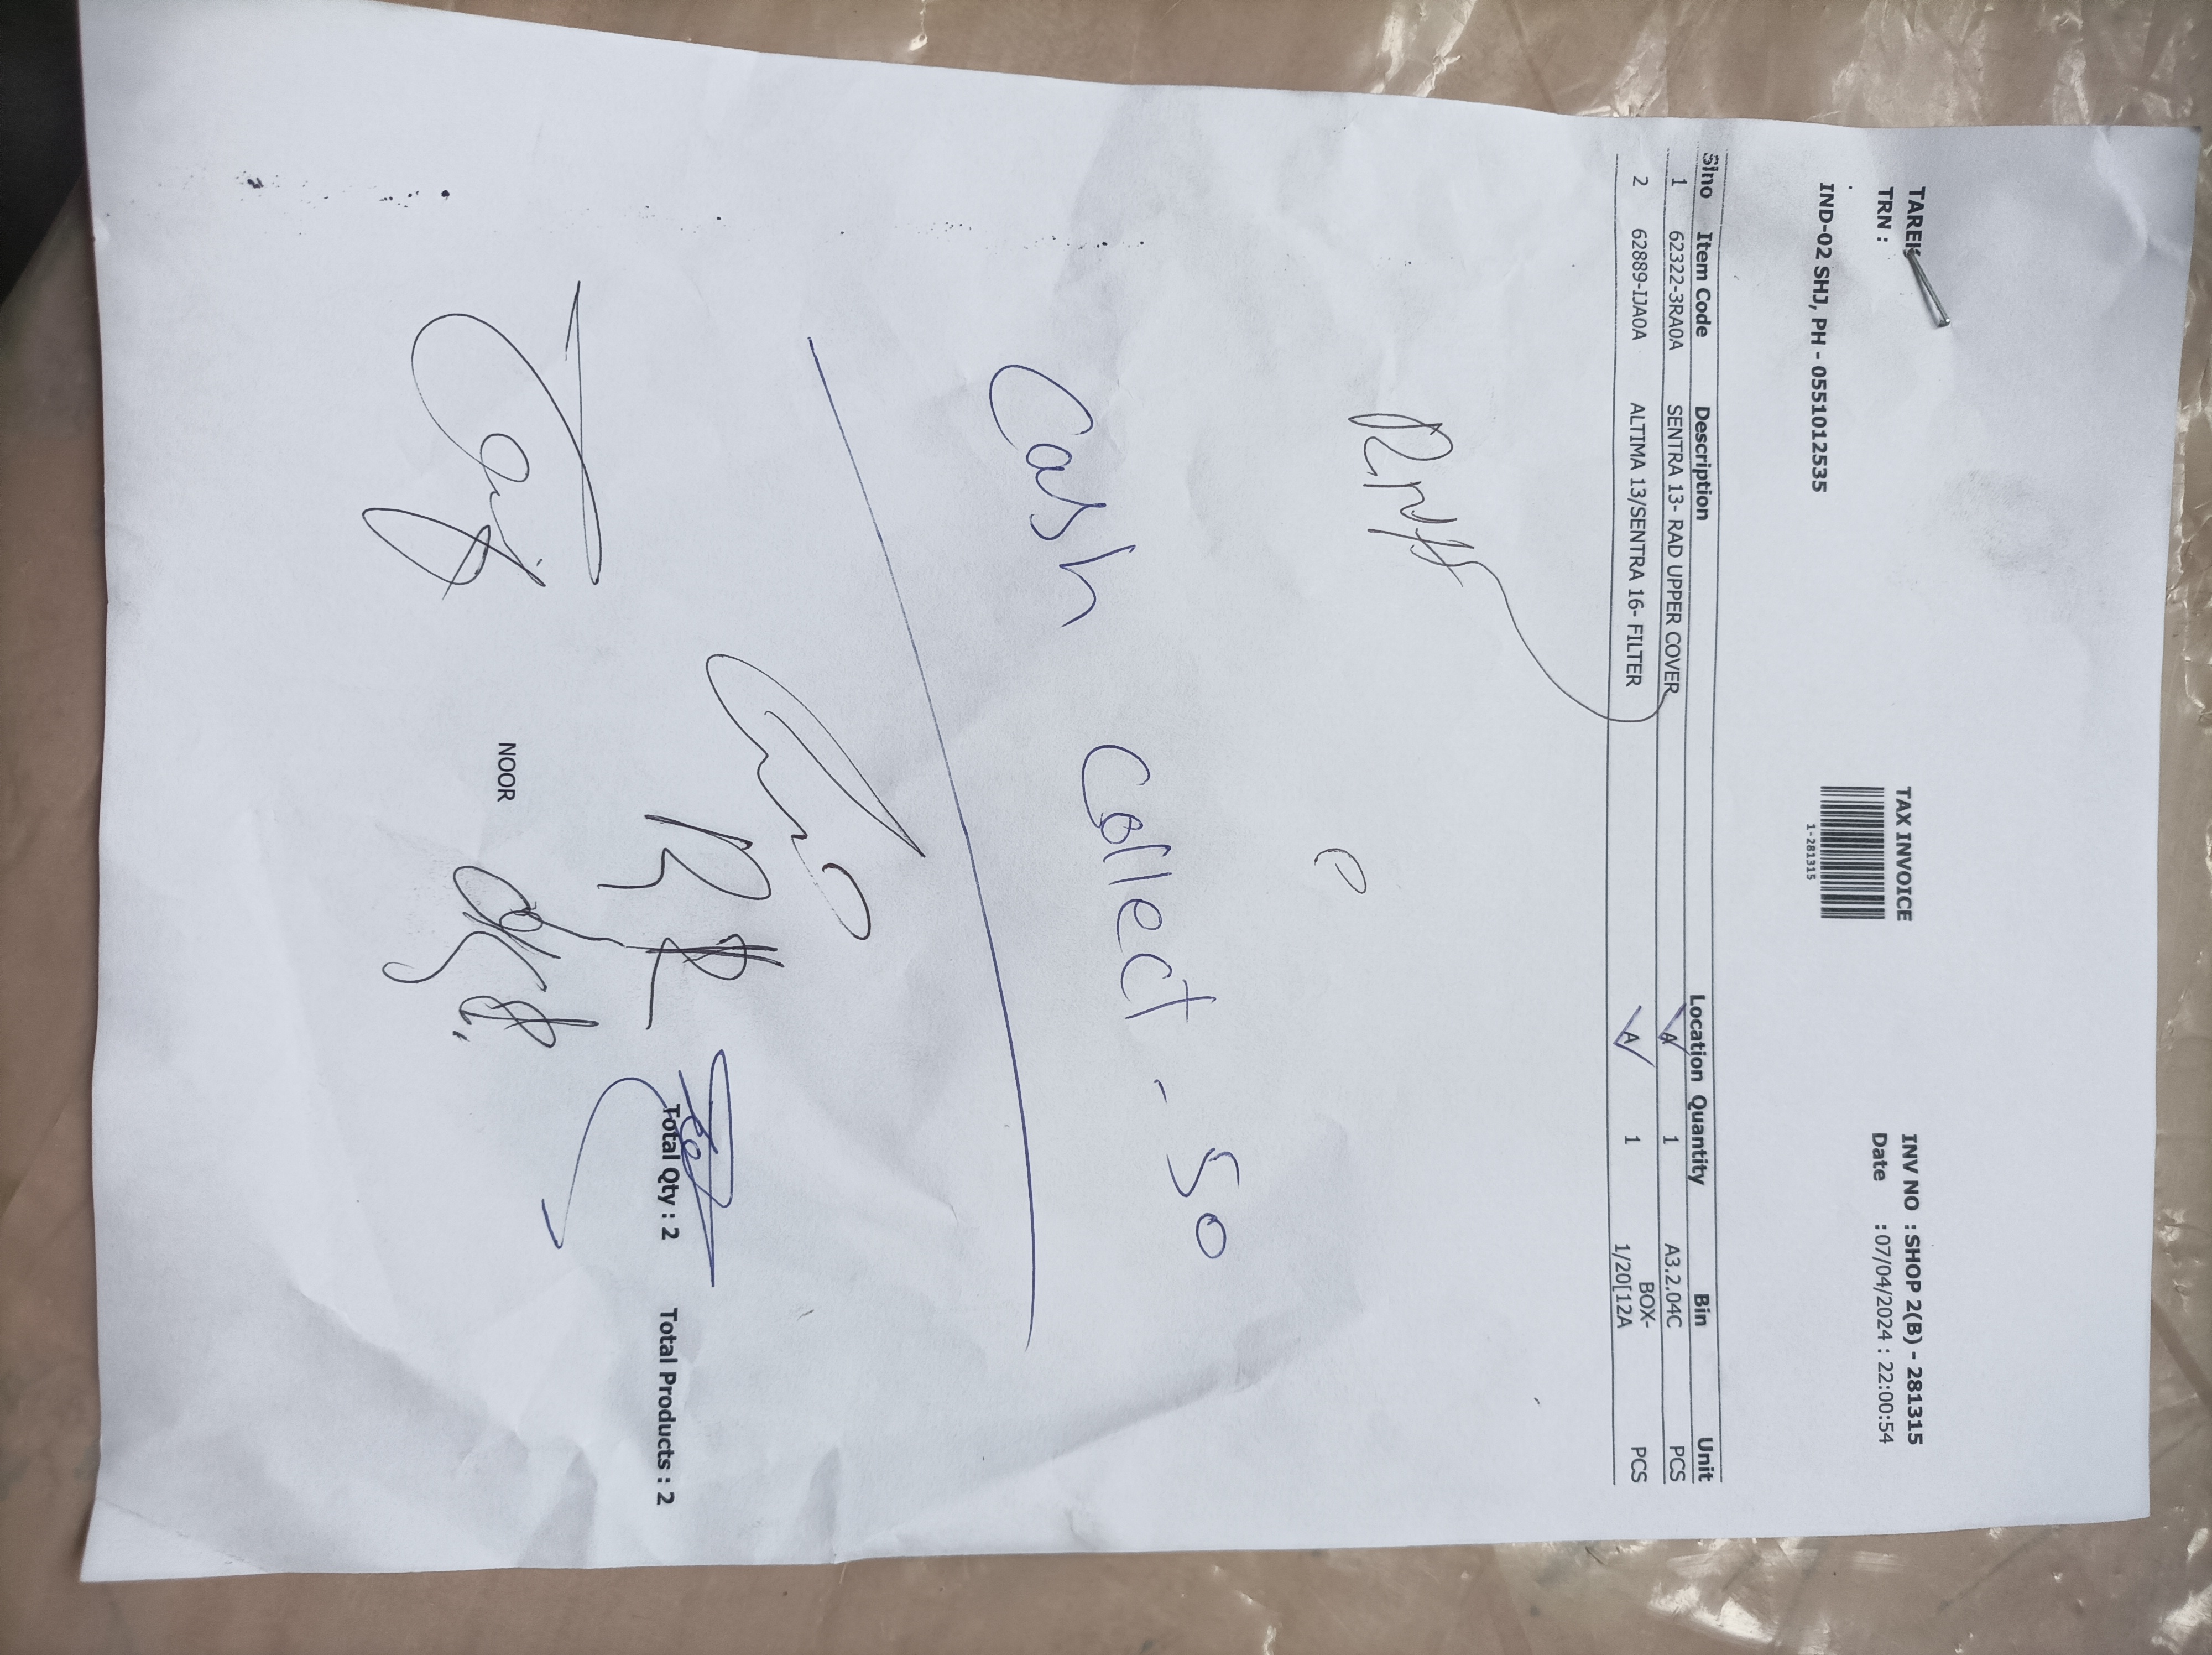 TAREK TAX INVOICE INV NO : SHOP 2(B) - 281315
TRN : Date : 07/04/2024 : 22:00:54
IND-02 SHJ, PH - 0551012535
1-281315
Slno Item Code Description Location Quantity Bin Unit
1 62322-3RA0A SENTRA 13- RAD UPPER COVER A 1 A3.2.04C PCS
2 62889-IJA0A ALTIMA 13/SENTRA 16- FILTER A 1 BOX-
1/20[12A PCS
Cash Collect - 50
Total Qty : 2 Total Products : 2
NOOR